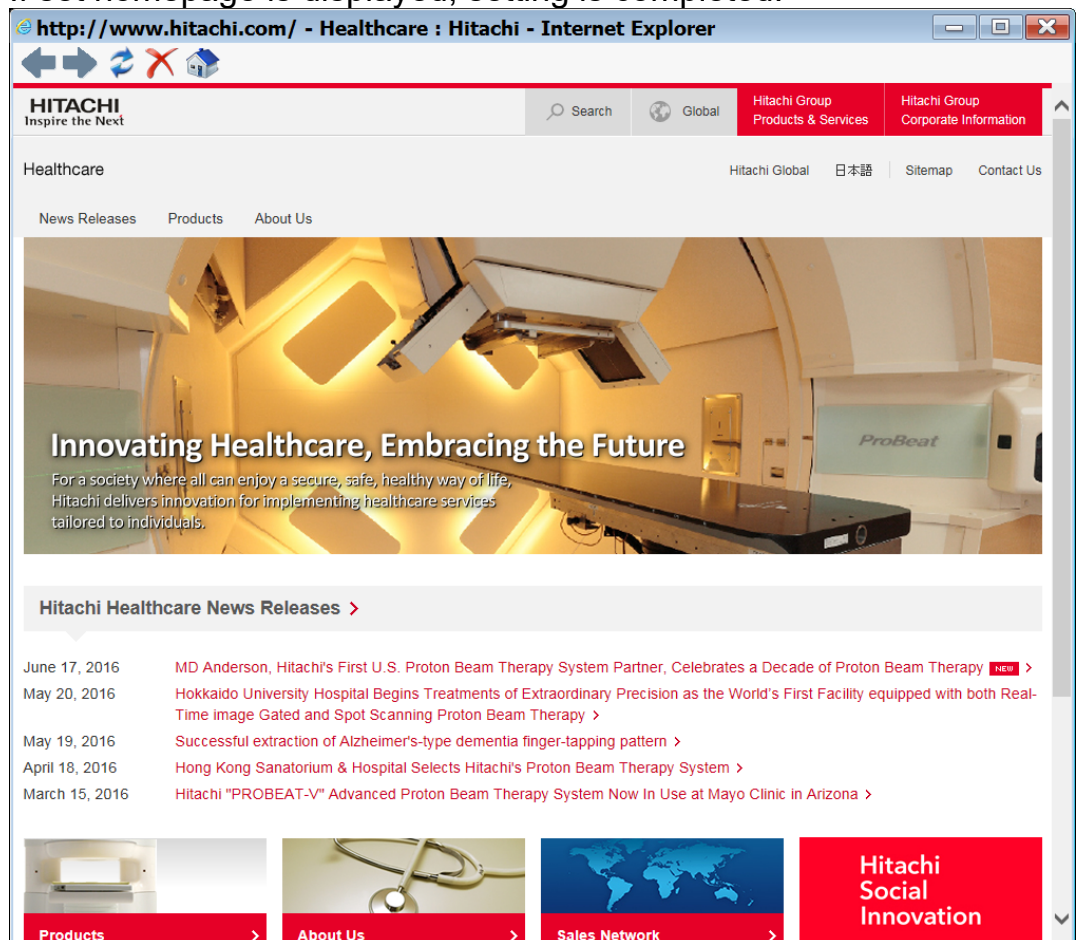 If set homepage is displayed, setting is completed.
http://www.hitachi.com/ - Healthcare : Hitachi - Internet Explorer
HITACHI
Inspire the Next
Search
Global
Hitachi Group
Products & Services
Hitachi Group
Corporate Information
Healthcare
Hitachi Global
日本語
Sitemap
Contact Us
News Releases
Products
About Us
ProBeat
Innovating Healthcare, Embracing the Future
For a society where all can enjoy a secure, safe, healthy way of life,
Hitachi delivers innovation for implementing healthcare services
tailored to individuals.
Hitachi Healthcare News Releases >
June 17, 2016 MD Anderson, Hitachi's First U.S. Proton Beam Therapy System Partner, Celebrates a Decade of Proton Beam Therapy NEW >
May 20, 2016 Hokkaido University Hospital Begins Treatments of Extraordinary Precision as the World's First Facility equipped with both Real-
Time image Gated and Spot Scanning Proton Beam Therapy >
May 19, 2016 Successful extraction of Alzheimer's-type dementia finger-tapping pattern >
April 18, 2016 Hong Kong Sanatorium & Hospital Selects Hitachi's Proton Beam Therapy System >
March 15, 2016 Hitachi "PROBEAT-V" Advanced Proton Beam Therapy System Now In Use at Mayo Clinic in Arizona >
Products >
About Us >
Sales Network >
Hitachi
Social
Innovation